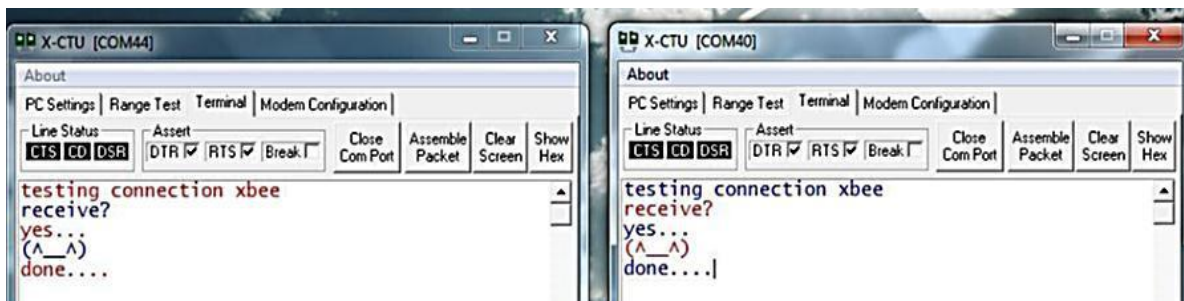 X-CTU [COM44]
About
PC Settings Range Test Terminal Modem Configuration
Line Status
CTS CD DSR
Assert
DTR RTS Break
Close Com Port
Assemble Packet
Clear Screen
Show Hex
testing connection xbee
receive?
yes...
(^__^)
done....
X-CTU [COM40]
About
PC Settings Range Test Terminal Modem Configuration
Line Status
CTS CD DSR
Assert
DTR RTS Break
Close Com Port
Assemble Packet
Clear Screen
Show Hex
testing connection xbee
receive?
yes...
(^__^)
done....